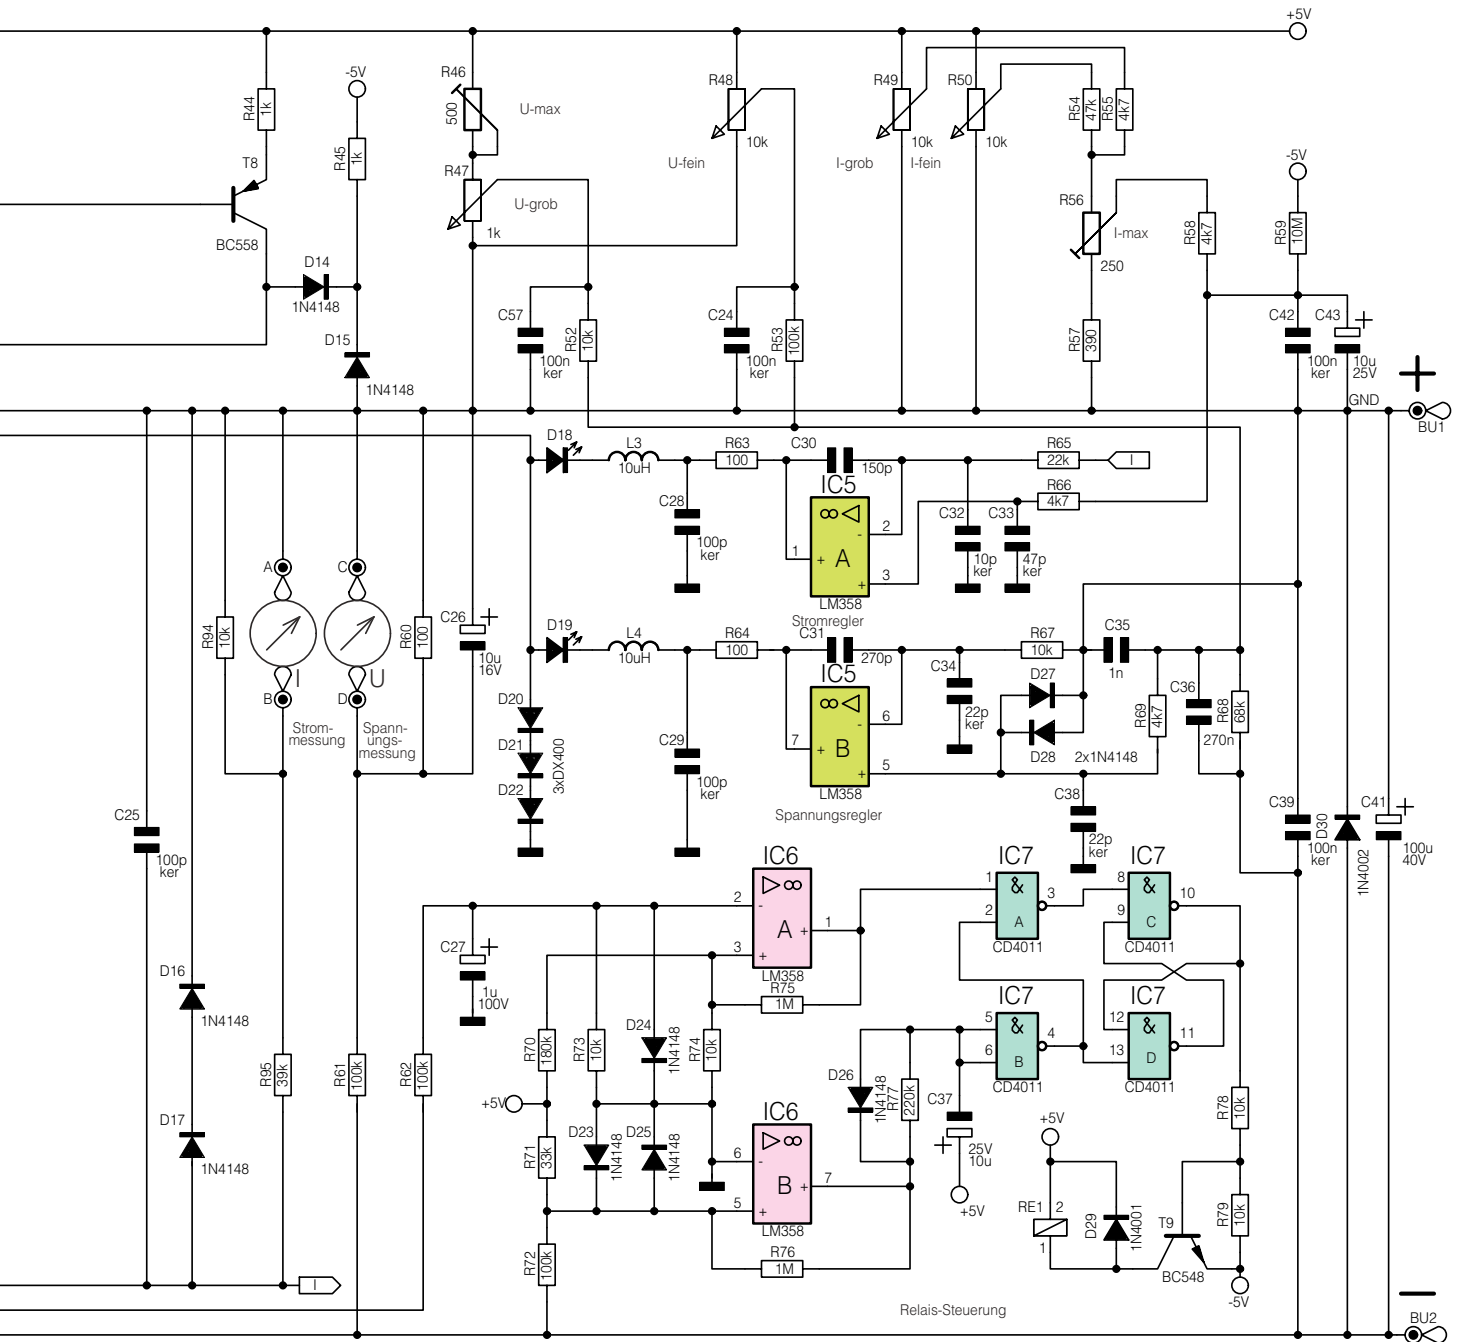 +5V
-5V
R44
1k
R45
1k
T8
BC558
D14
1N4148
D15
1N4148
R46
500
U-max
R47
U-grob
1k
R48
10k
U-fein
R49
10k
I-grob
R50
10k
I-fein
R54
47k
R55
4k7
R56
I-max
250
R57
390
R58
4k7
-5V
R59
10M
C57
100n
ker
R52
10k
C24
100n
ker
R53
100k
C42
100n
ker
C43
+
10u
25V
+
GND
BU1
D18
L3
10uH
R63
100
C30
150p
R65
22k
I
R66
4k7
C28
100p
ker
IC5
∞
A
1
2
3
-
+
+
LM358
Stromregler
C32
10p
ker
C33
47p
ker
A
C
B
D
I
U
R94
10k
R60
100
C26
+
10u
16V
Strom-
messung
Spann-
ungs-
messung
D19
L4
10uH
R64
100
C31
270p
R67
10k
C35
1n
D20
D21
D22
3xDX400
C29
100p
ker
IC5
∞
B
7
6
5
-
+
+
LM358
Spannungsregler
C34
22p
ker
D27
D28
2x1N4148
R69
4k7
C36
270n
R68
68k
C38
22p
ker
C25
100p
ker
C39
100n
ker
D30
1N4002
C41
+
100u
40V
C27
+
1u
100V
IC6
∞
A
2
3
1
-
+
+
LM358
R75
1M
IC7
&
A
1
2
3
CD4011
IC7
&
C
8
9
10
CD4011
D16
1N4148
D17
1N4148
R95
39k
R61
100k
R62
100k
R70
180k
R73
10k
D24
1N4148
R74
10k
+5V
R71
33k
D23
1N4148
D25
1N4148
R72
100k
IC6
∞
B
6
5
7
-
+
+
LM358
R76
1M
D26
1N4148
R77
220k
C37
+
25V
10u
+5V
IC7
&
B
5
6
4
CD4011
IC7
&
D
12
13
11
CD4011
+5V
RE1
2
1
D29
1N4001
T9
BC548
R78
10k
R79
10k
-5V
I
Relais-Steuerung
BU2